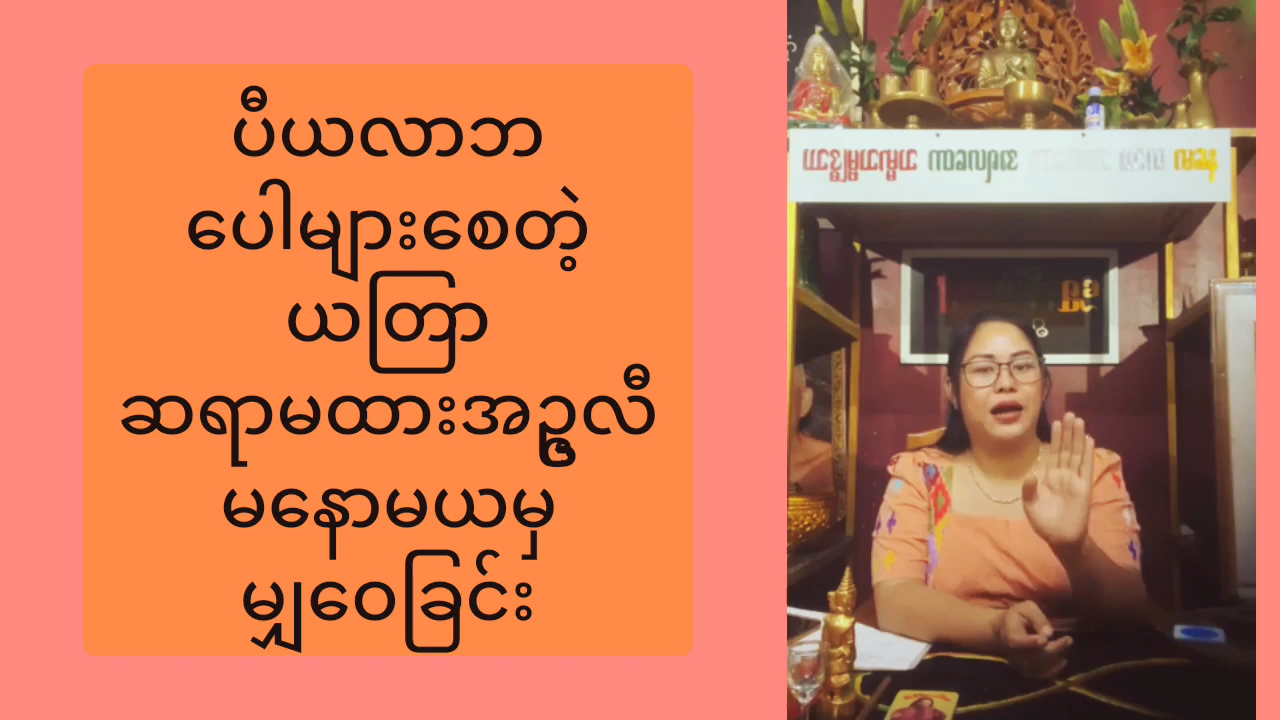 ပီယလာဘ
ပေါများစေတဲ့
ယတြာ
ဆရာမထားအဥ္ဇလီ
မနောမယမှ
မျှဝေခြင်း